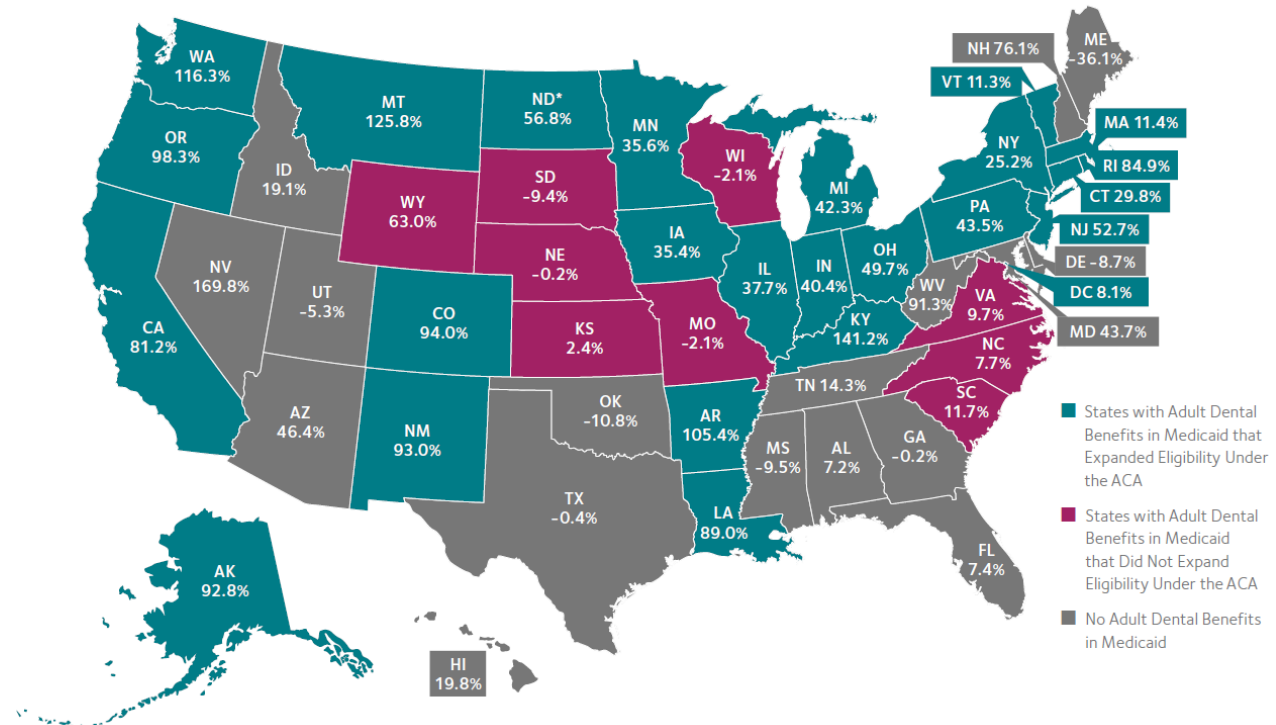 WA
116.3%
MT
125.8%
ND*
56.8%
MN
35.6%
NH 76.1%
ME
-36.1%
VT 11.3%
OR
98.3%
ID
19.1%
WY
63.0%
SD
-9.4%
WI
-2.1%
MI
42.3%
NY
25.2%
MA 11.4%
RI 84.9%
CT 29.8%
NJ 52.7%
DE -8.7%
DC 8.1%
MD 43.7%
PA
43.5%
NV
169.8%
UT
-5.3%
NE
-0.2%
IA
35.4%
IL
37.7%
IN
40.4%
OH
49.7%
WV
91.3%
VA
9.7%
CA
81.2%
CO
94.0%
KS
2.4%
MO
-2.1%
KY
141.2%
NC
7.7%
TN 14.3%
SC
11.7%
AZ
46.4%
NM
93.0%
OK
-10.8%
AR
105.4%
MS
-9.5%
AL
7.2%
GA
-0.2%
TX
-0.4%
LA
89.0%
FL
7.4%
AK
92.8%
HI
19.8%
States with Adult Dental
Benefits in Medicaid that
Expanded Eligibility Under
the ACA
States with Adult Dental
Benefits in Medicaid
that Did Not Expand
Eligibility Under the ACA
No Adult Dental Benefits
in Medicaid